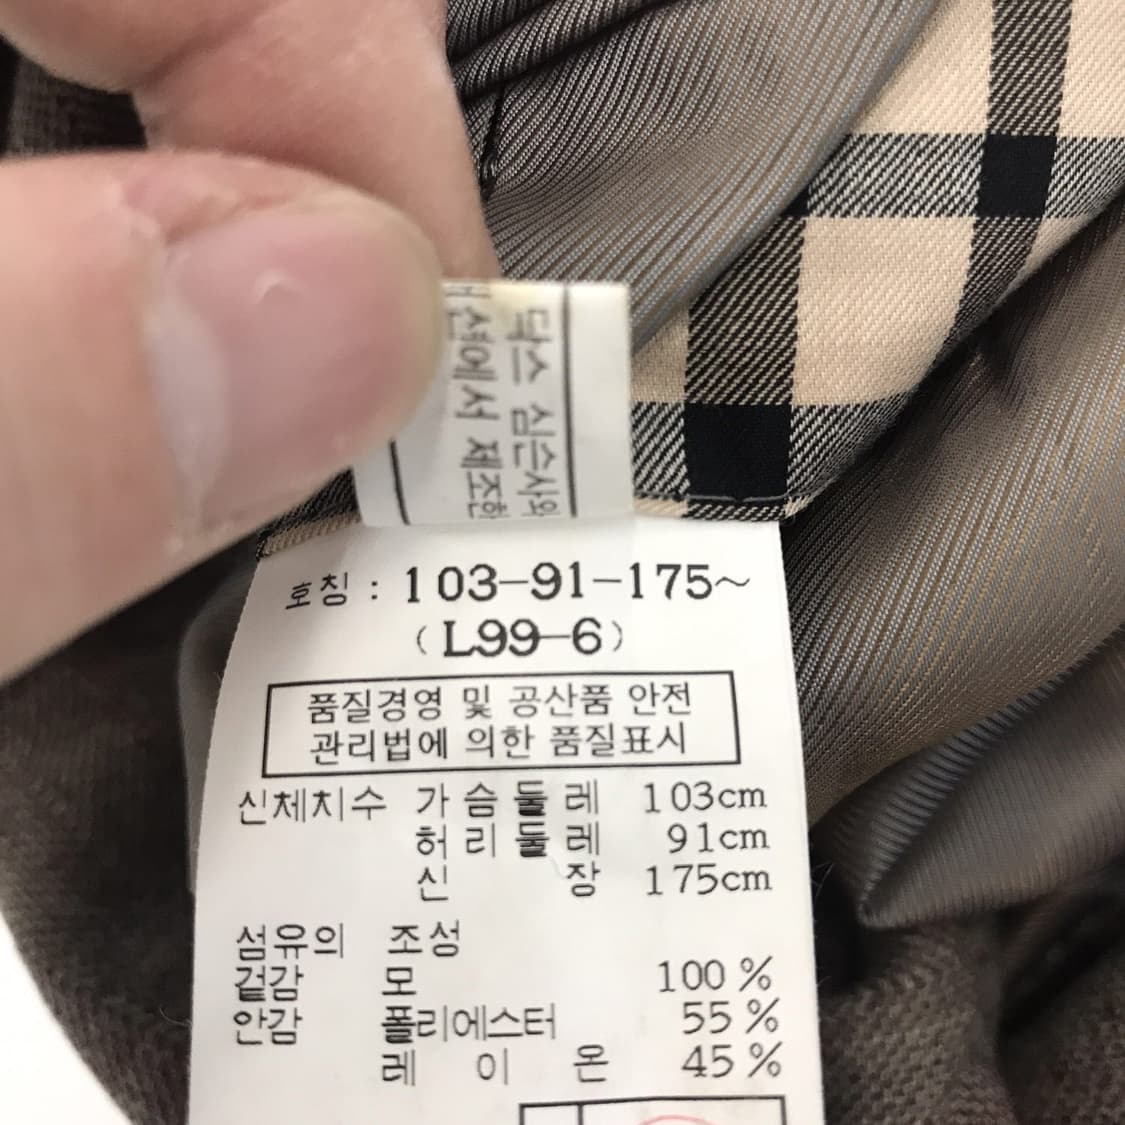 닥스 심슨사와
션에서 제조한
호칭 : 103-91-175~
(L99-6)
품질경영 및 공산품 안전
관리법에 의한 품질표시
신체치수 가슴둘레 103cm
허리둘레 91cm
신장 175cm
섬유의 조성
겉감 모 100%
안감 폴리에스터 55%
레이온 45%